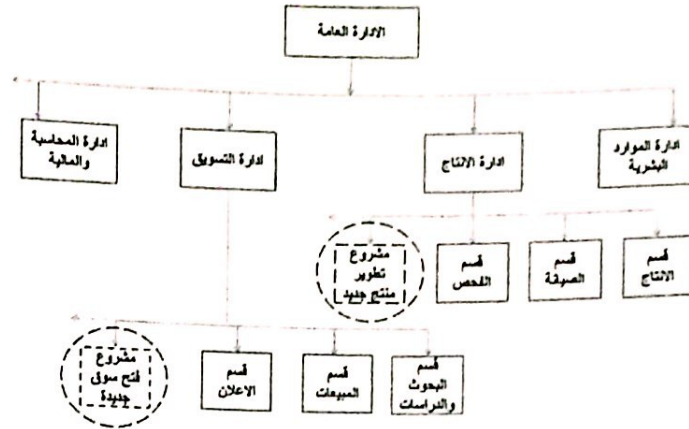 الادارة العامة
ادارة الموارد
البشرية
ادارة الانتاج
ادارة التسويق
ادارة المحاسبة
والمالية
قسم
الانتاج
قسم
الصيانة
قسم
الفحص
مشروع
تطوير
منتج جديد
قسم
البحوث
والدراسات
قسم
المبيعات
قسم
الاعلان
مشروع
فتح سوق
جديدة